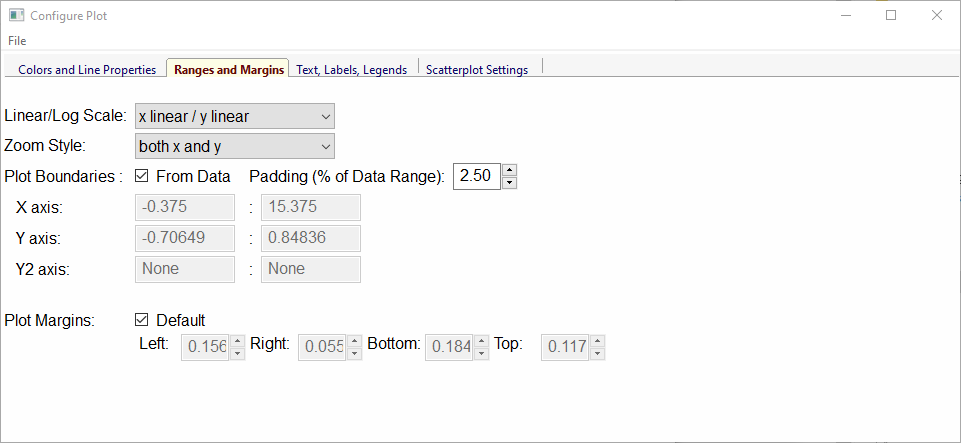 Configure Plot
File
Colors and Line Properties Ranges and Margins Text, Labels, Legends Scatterplot Settings
Linear/Log Scale: x linear / y linear
Zoom Style: both x and y
Plot Boundaries : From Data Padding (% of Data Range): 2.50
X axis: -0.375 : 15.375
Y axis: -0.70649 : 0.84836
Y2 axis: None : None
Plot Margins: Default
Left: 0.156 Right: 0.055 Bottom: 0.184 Top: 0.117